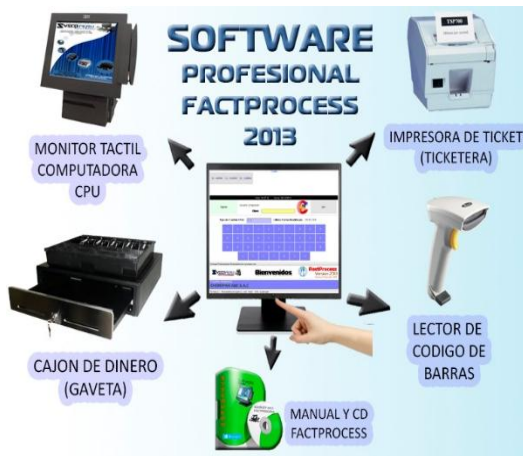 SOFTWARE
PROFESIONAL
FACTPROCESS
2013
MONITOR TACTIL
COMPUTADORA
CPU
IMPRESORA DE TICKET
(TICKETERA)
Bienvenidos
FactProcess
CAJON DE DINERO
(GAVETA)
LECTOR DE
CODIGO DE
BARRAS
MANUAL Y CD
FACTPROCESS